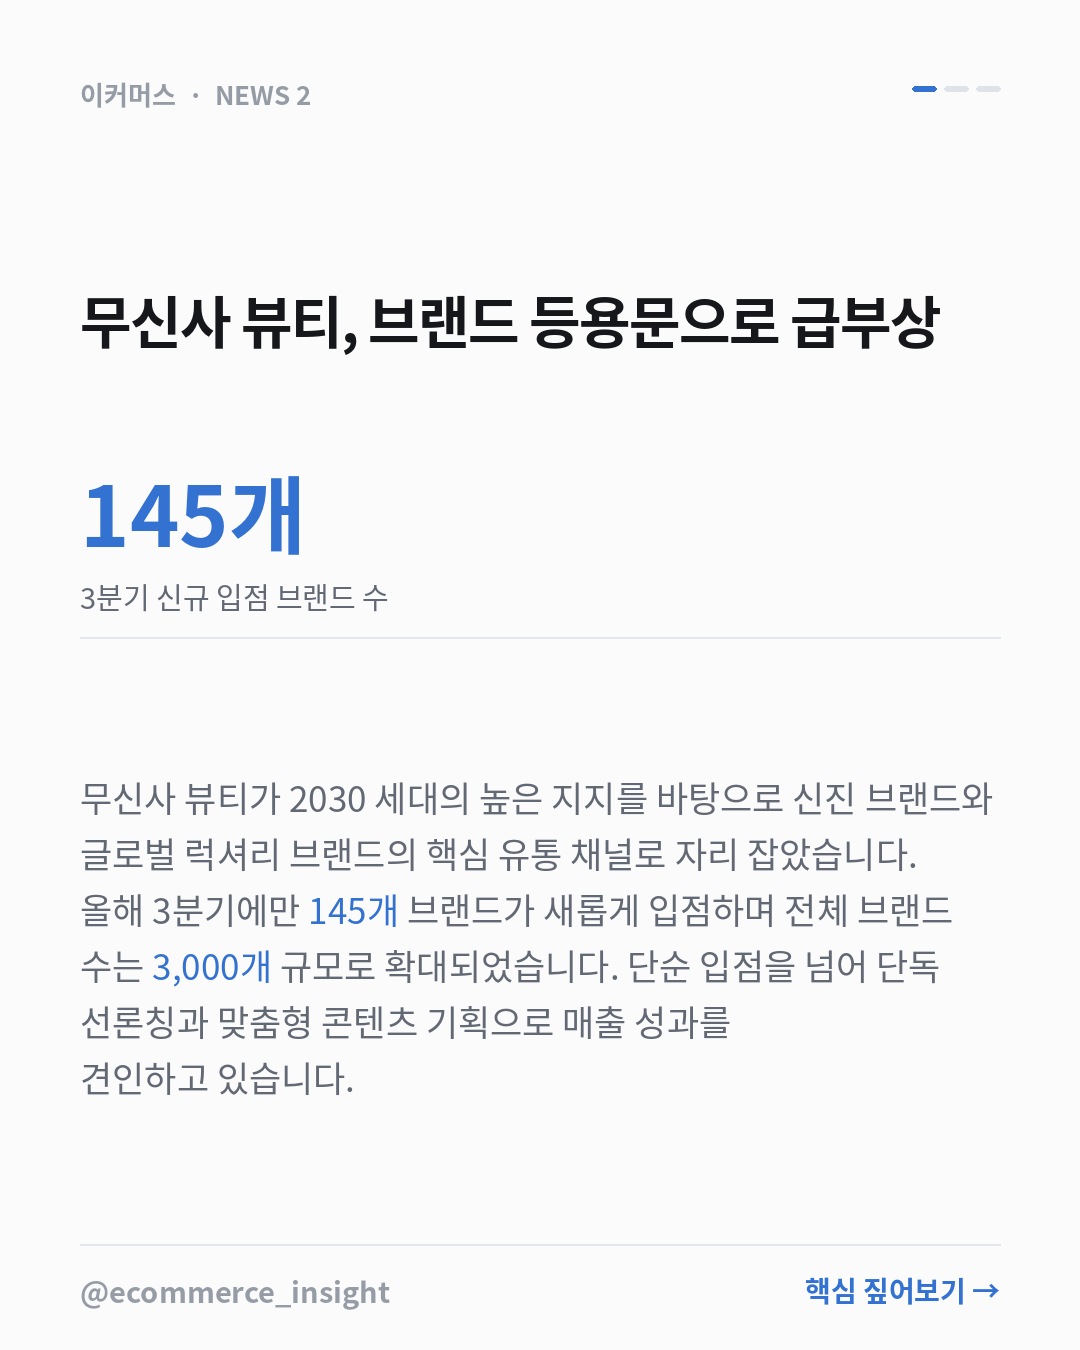 이커머스 · NEWS 2
무신사 뷰티, 브랜드 등용문으로 급부상
145개
3분기 신규 입점 브랜드 수
무신사 뷰티가 2030 세대의 높은 지지를 바탕으로 신진 브랜드와
글로벌 럭셔리 브랜드의 핵심 유통 채널로 자리 잡았습니다.
올해 3분기에만 145개 브랜드가 새롭게 입점하며 전체 브랜드
수는 3,000개 규모로 확대되었습니다. 단순 입점을 넘어 단독
선론칭과 맞춤형 콘텐츠 기획으로 매출 성과를
견인하고 있습니다.
@ecommerce_insight
핵심 짚어보기 →